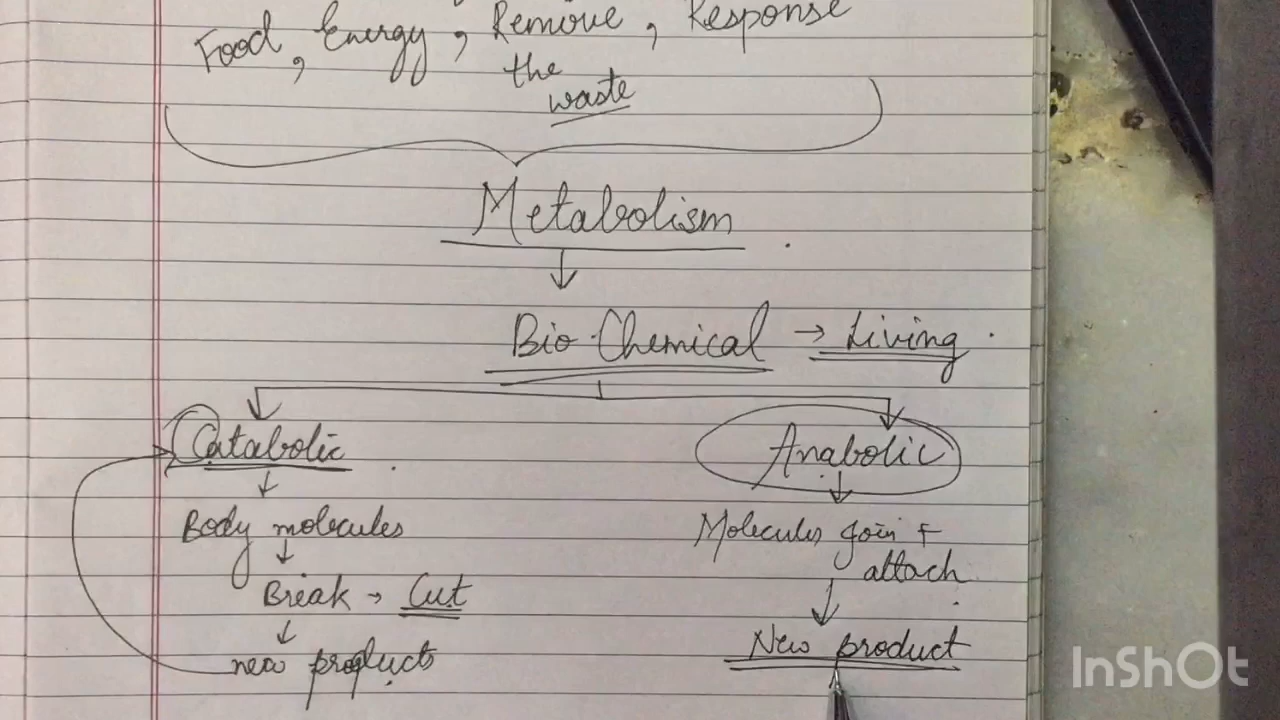 Food, Energy, Remove, Response
the
waste
Metabolism
Bio Chemical → Living
Catabolic
Anabolic
Body molecules
Molecules Join +
attach
Break → Cut
new products
New product
InShOt